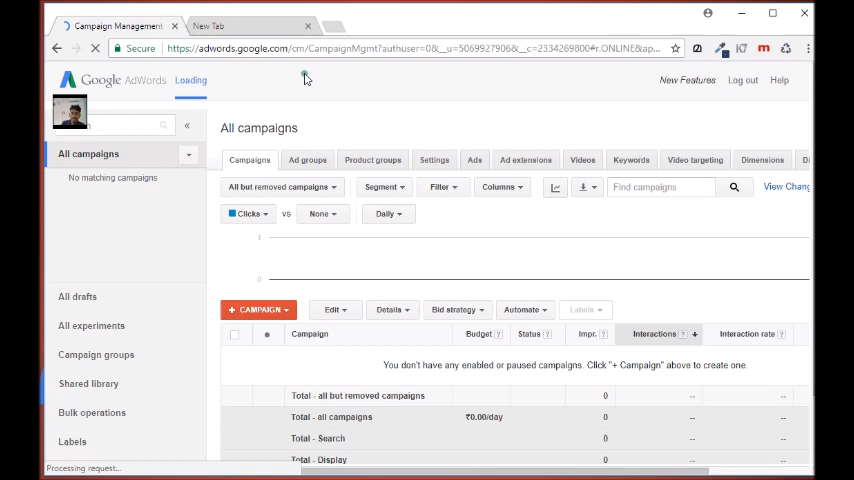 Campaign Management
New Tab
Secure
https://adwords.google.com/cm/CampaignMgmt?authuser=0&__u=5069927906&__c=2334269800#r.ONLINE&ap...
Google AdWords
Loading
New Features
Log out
Help
All campaigns
No matching campaigns
All drafts
All experiments
Campaign groups
Shared library
Bulk operations
Labels
All campaigns
Campaigns
Ad groups
Product groups
Settings
Ads
Ad extensions
Videos
Keywords
Video targeting
Dimensions
All but removed campaigns
Segment
Filter
Columns
Find campaigns
View Chang
Clicks
vs
None
Daily
1
0
+ CAMPAIGN
Edit
Details
Bid strategy
Automate
Labels
Campaign
Budget ?
Status ?
Impr. ?
Interactions ?
Interaction rate ?
You don't have any enabled or paused campaigns. Click "+ Campaign" above to create one.
Total - all but removed campaigns 0 -- --
Total - all campaigns ₹0.00/day 0 -- --
Total - Search 0 -- --
Total - Display 0 -- --
Processing request...